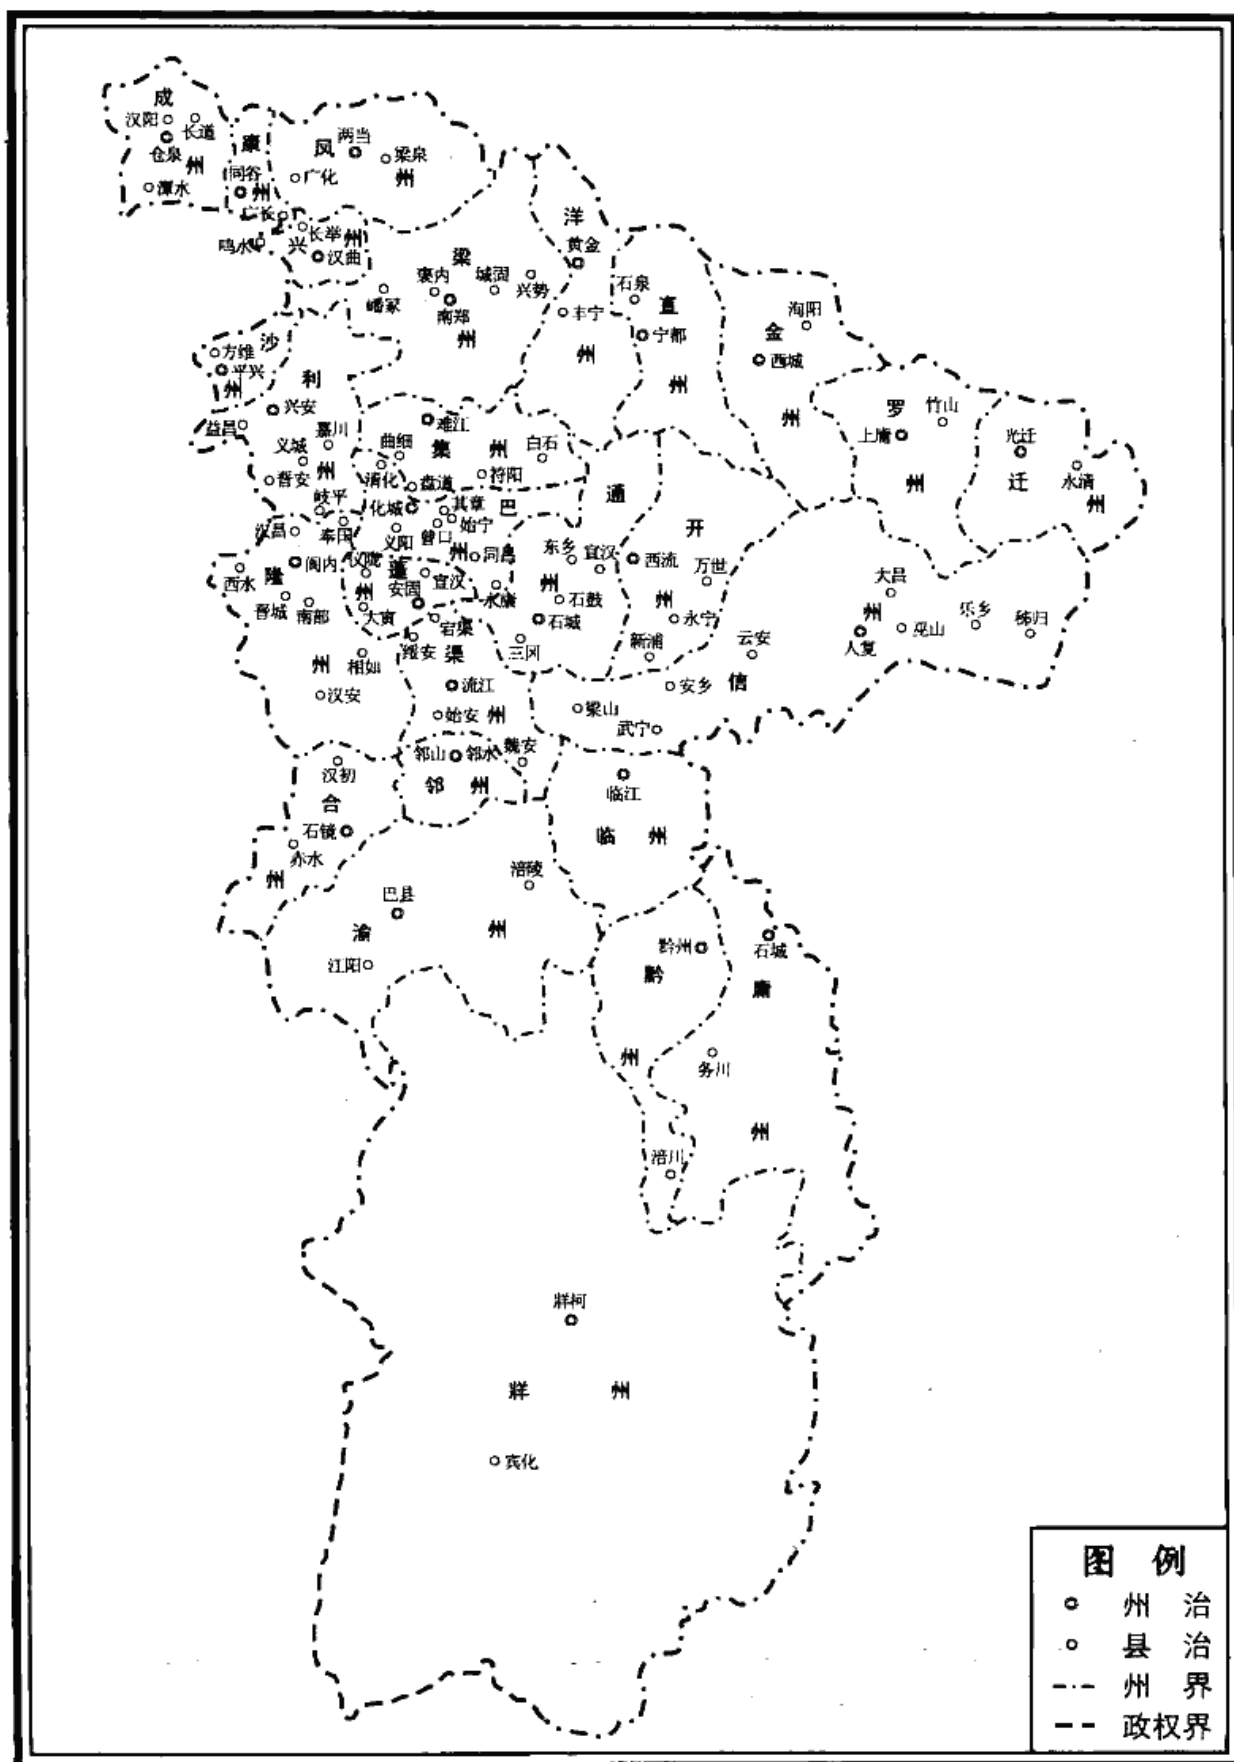 成
汉阳
长道
仓泉
州
潭水
康
同谷
州
凤
两当
梁泉
广化
州
广长
鸣水
兴
长举
州
汉曲
洋
黄金
丰宁
州
梁
褒内
城固
兴势
嶓冢
南郑
州
石泉
直
宁都
州
金
洵阳
西城
州
沙
方维
平兴
州
利
兴安
益昌
义城
嘉川
州
晋安
岐平
难江
曲细
集
州
白石
清化
盘道
符阳
罗
竹山
上庸
州
光迁
迁
永清
州
化城
其章
巴
始宁
曾口
义阳
州
同昌
永康
通
东乡
宣汉
州
石鼓
石城
三冈
开
西流
万世
州
永宁
新浦
汉昌
奉国
阆内
西水
隆
晋城
南部
州
相如
汉安
仪陇
蓬
宣汉
安固
州
大寅
宕渠
绥安
渠
流江
始安
州
大昌
州
乐乡
秭归
人复
巫山
云安
信
安乡
梁山
武宁
邻山
邻水
魏安
邻
州
汉初
合
石镜
赤水
州
临江
临
州
涪陵
巴县
渝
州
江阳
黔州
黔
州
涪川
石城
庸
务川
州
牂柯
牂
州
宾化
图例
州治
县治
州界
政权界